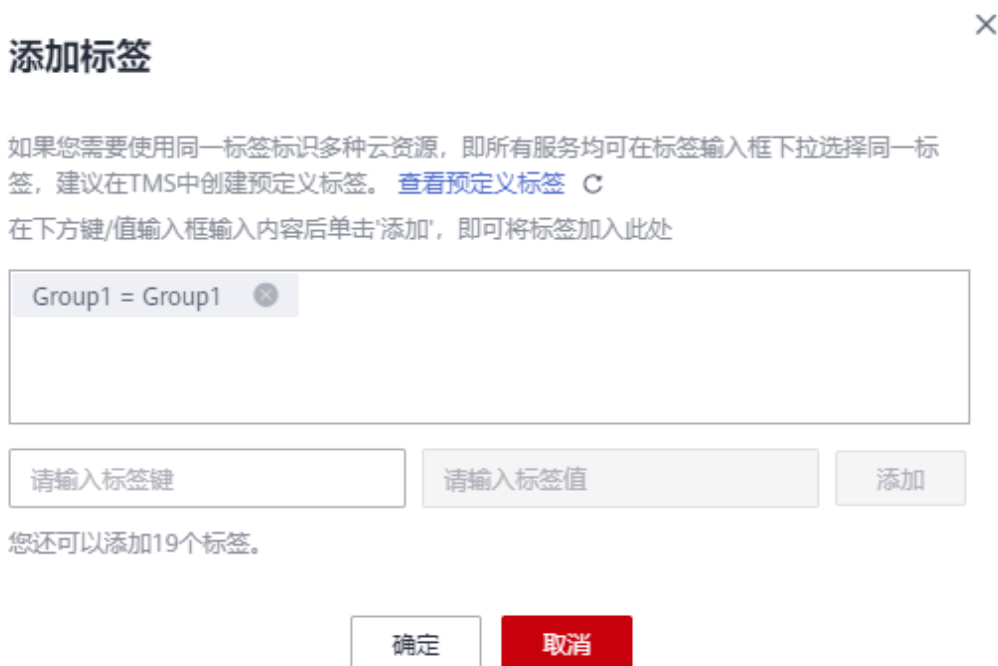 添加标签
如果您需要使用同一标签标识多种云资源，即所有服务均可在标签输入框下拉选择同一标
签，建议在TMS中创建预定义标签。 查看预定义标签
在下方键/值输入框输入内容后单击'添加'，即可将标签加入此处
Group1 = Group1
请输入标签键 请输入标签值 添加
您还可以添加19个标签。
确定 取消